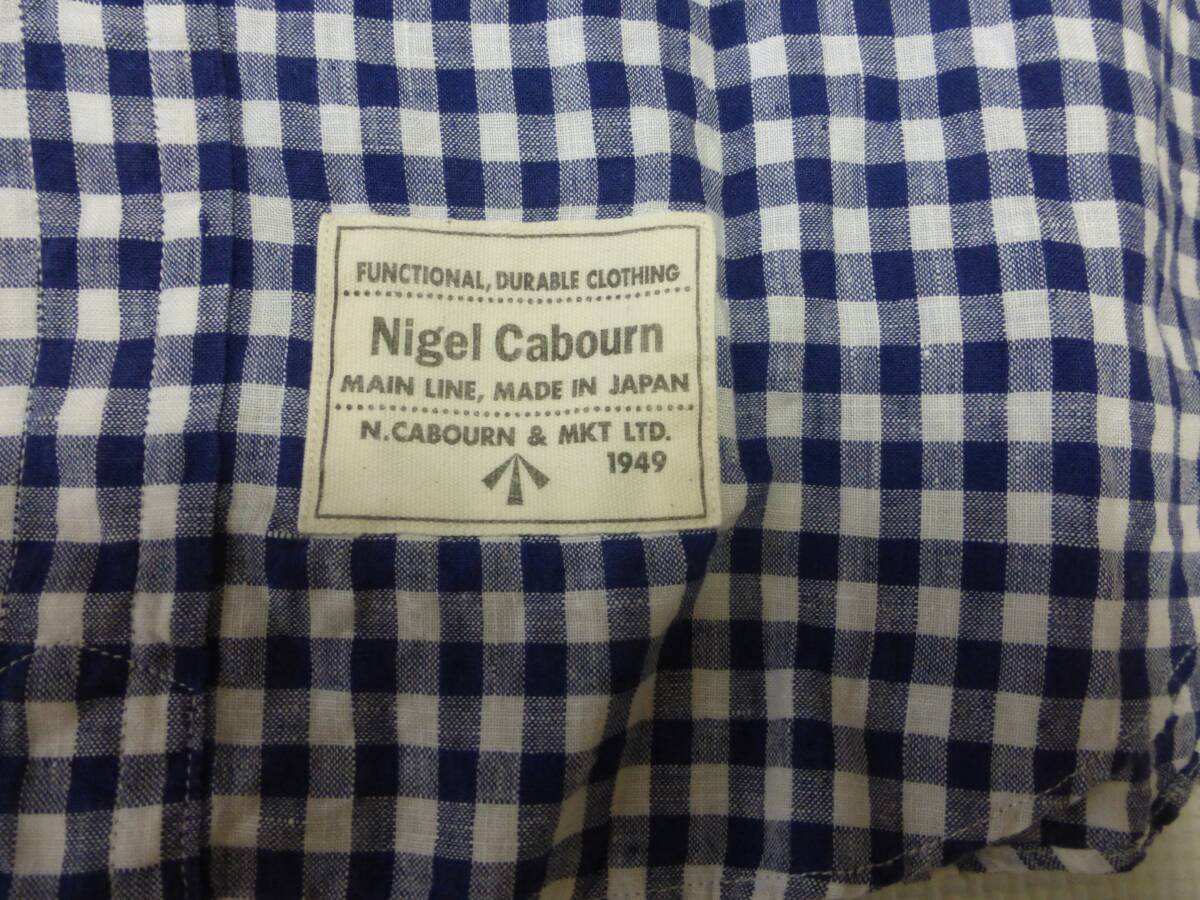 FUNCTIONAL, DURABLE CLOTHING
Nigel Cabourn
MAIN LINE, MADE IN JAPAN
N.CABOURN & MKT LTD.
1949